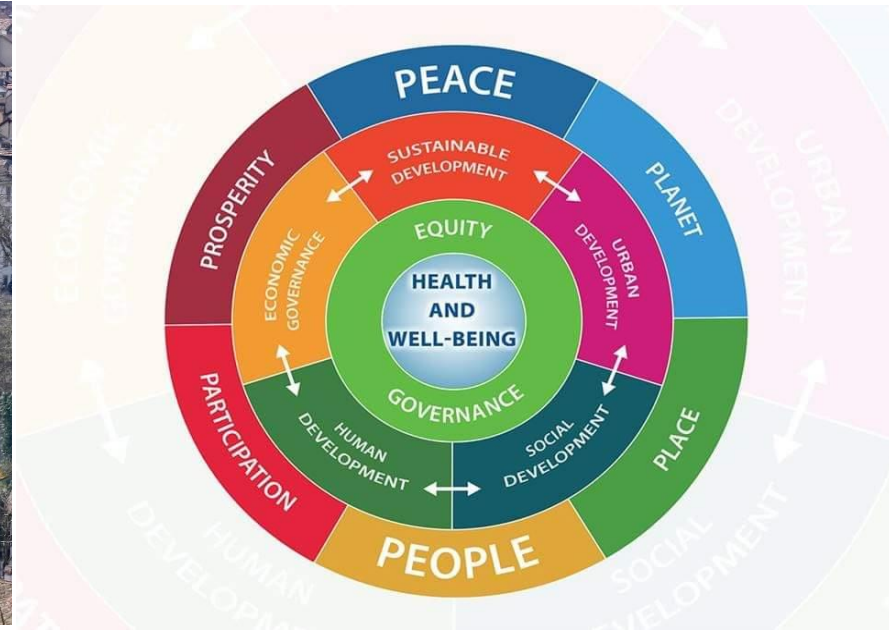 PEACE
PROSPERITY
PLANET
SUSTAINABLE
DEVELOPMENT
ECONOMIC
GOVERNANCE
URBAN
DEVELOPMENT
EQUITY
HEALTH
AND
WELL-BEING
GOVERNANCE
PARTICIPATION
HUMAN
DEVELOPMENT
SOCIAL
DEVELOPMENT
PLACE
PEOPLE
ECONOMIC
GOVERNANCE
URBAN
DEVELOPMENT
HUMAN
DEVELOPMENT
SOCIAL
DEVELOPMENT